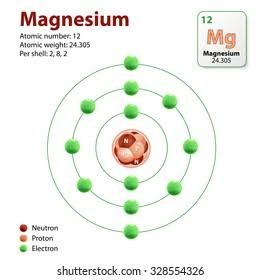 Magnesium
Atomic number: 12
Atomic weight: 24.305
Per shell: 2, 8, 2
12
Mg
Magnesium
24.305
N
N
Neutron
Proton
Electron
shutterstock.com · 328554326